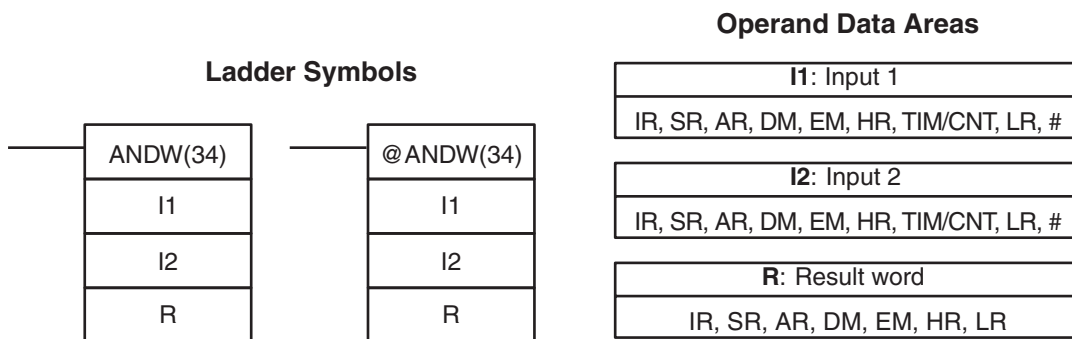 Ladder Symbols
ANDW(34)
I1
I2
R
@ANDW(34)
I1
I2
R
Operand Data Areas
I1: Input 1
IR, SR, AR, DM, EM, HR, TIM/CNT, LR, #
I2: Input 2
IR, SR, AR, DM, EM, HR, TIM/CNT, LR, #
R: Result word
IR, SR, AR, DM, EM, HR, LR